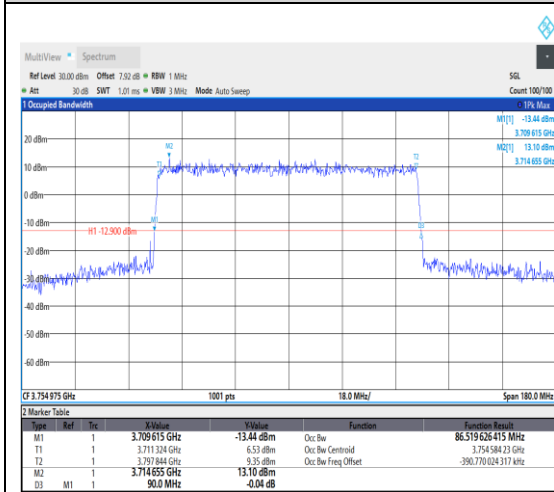 MultiView Spectrum
Ref Level 30.00 dBm Offset 7.92 dB RBW 1 MHz SGL
Att 30 dB SWT 1.01 ms VBW 3 MHz Mode Auto Sweep Count 100/100
1 Occupied Bandwidth 1Pk Max
M1[1] -13.44 dBm
3.709 615 GHz
M2[1] 13.10 dBm
3.714 655 GHz
20 dBm
M2
T1
T2
10 dBm
0 dBm
-10 dBm
M1
D3
H1 -12.900 dBm
-20 dBm
-30 dBm
-40 dBm
-50 dBm
-60 dBm
CF 3.754 975 GHz 1001 pts 18.0 MHz/ Span 180.0 MHz
2 Marker Table
Type Ref Trc X-Value Y-Value Function Function Result
M1 1 3.709 615 GHz -13.44 dBm Occ Bw 86.519 626 415 MHz
T1 1 3.711 324 GHz 6.53 dBm Occ Bw Centroid 3.754 584 23 GHz
T2 1 3.797 844 GHz 9.35 dBm Occ Bw Freq Offset -390.770 024 317 kHz
M2 1 3.714 655 GHz 13.10 dBm
D3 M1 1 90.0 MHz -0.04 dB